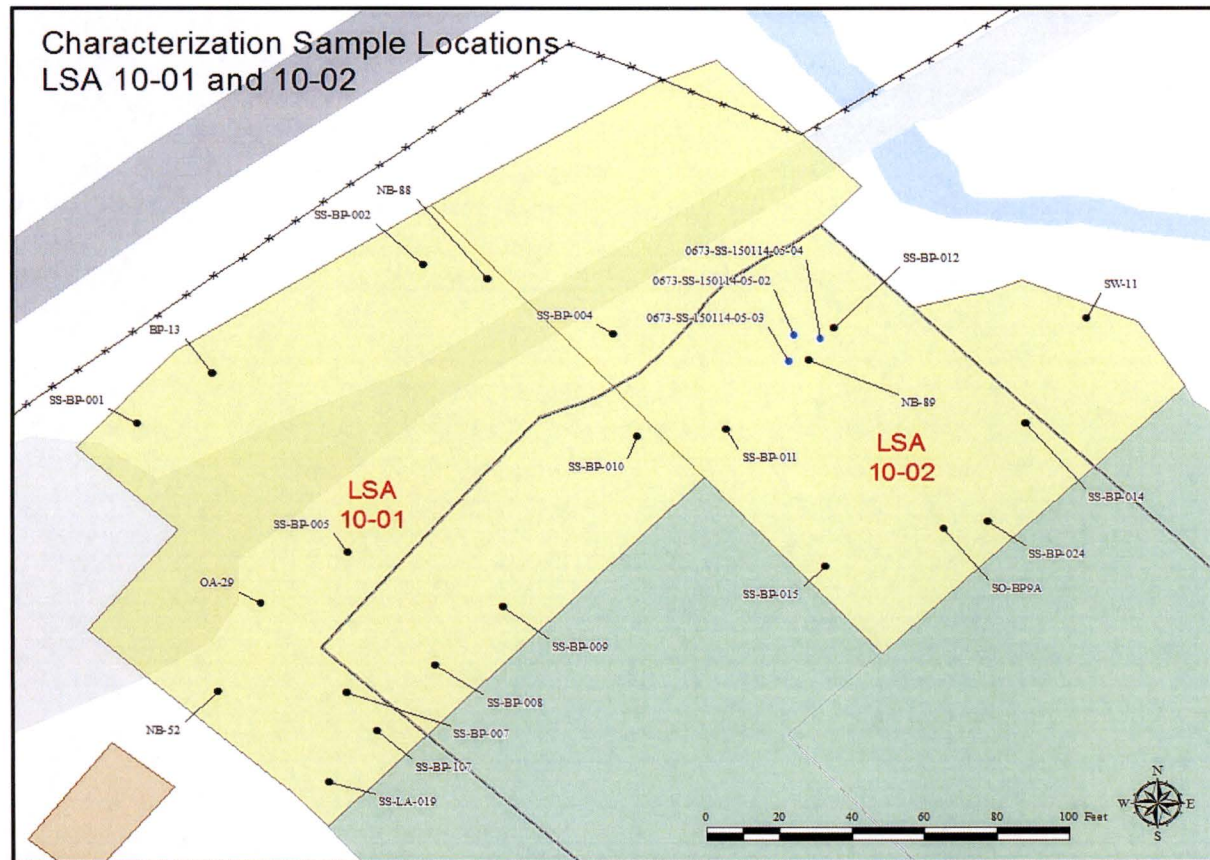 Characterization Sample Locations
LSA 10-01 and 10-02
NB-88
SS-BP-002
0673-SS-150114-05-04
SS-BP-012
0673-SS-150114-05-02
SS-BP-004
0673-SS-150114-05-03
SW-11
BP-13
SS-BP-001
NB-89
SS-BP-010
SS-BP-011
LSA
10-02
LSA
10-01
SS-BP-014
SS-BP-005
SS-BP-024
OA-29
SO-BP9A
SS-BP-015
SS-BP-009
SS-BP-008
NB-52
SS-BP-007
SS-BP-107
SS-LA-019
N
W
E
S
0 20 40 60 80 100 Feet